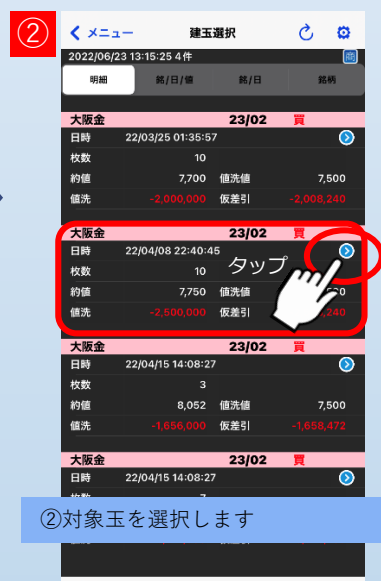 ②
メニュー 建玉選択
2022/06/23 13:15:25 4件
明細 銘/日/値 銘/日 銘柄
大阪金 23/02 買
日時 22/03/25 01:35:57
枚数 10
約値 7,700 値洗値 7,500
値洗 -2,000,000 仮差引 -2,008,240
大阪金 23/02 買
日時 22/04/08 22:40:45
枚数 10 タップ
約値 7,750 値洗値
値洗 -2,500,000 仮差引
大阪金 23/02 買
日時 22/04/15 14:08:27
枚数 3
約値 8,052 値洗値 7,500
値洗 -1,656,000 仮差引 -1,658,472
大阪金 23/02 買
日時 22/04/15 14:08:27
②対象玉を選択します